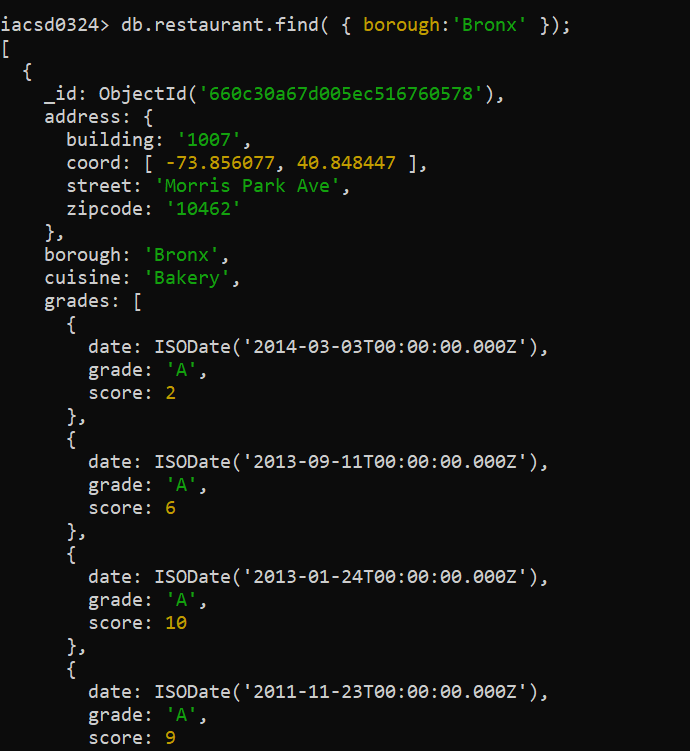 iacsd0324> db.restaurant.find( { borough:'Bronx' });
[
  {
    _id: ObjectId('660c30a67d005ec516760578'),
    address: {
      building: '1007',
      coord: [ -73.856077, 40.848447 ],
      street: 'Morris Park Ave',
      zipcode: '10462'
    },
    borough: 'Bronx',
    cuisine: 'Bakery',
    grades: [
      {
        date: ISODate('2014-03-03T00:00:00.000Z'),
        grade: 'A',
        score: 2
      },
      {
        date: ISODate('2013-09-11T00:00:00.000Z'),
        grade: 'A',
        score: 6
      },
      {
        date: ISODate('2013-01-24T00:00:00.000Z'),
        grade: 'A',
        score: 10
      },
      {
        date: ISODate('2011-11-23T00:00:00.000Z'),
        grade: 'A',
        score: 9